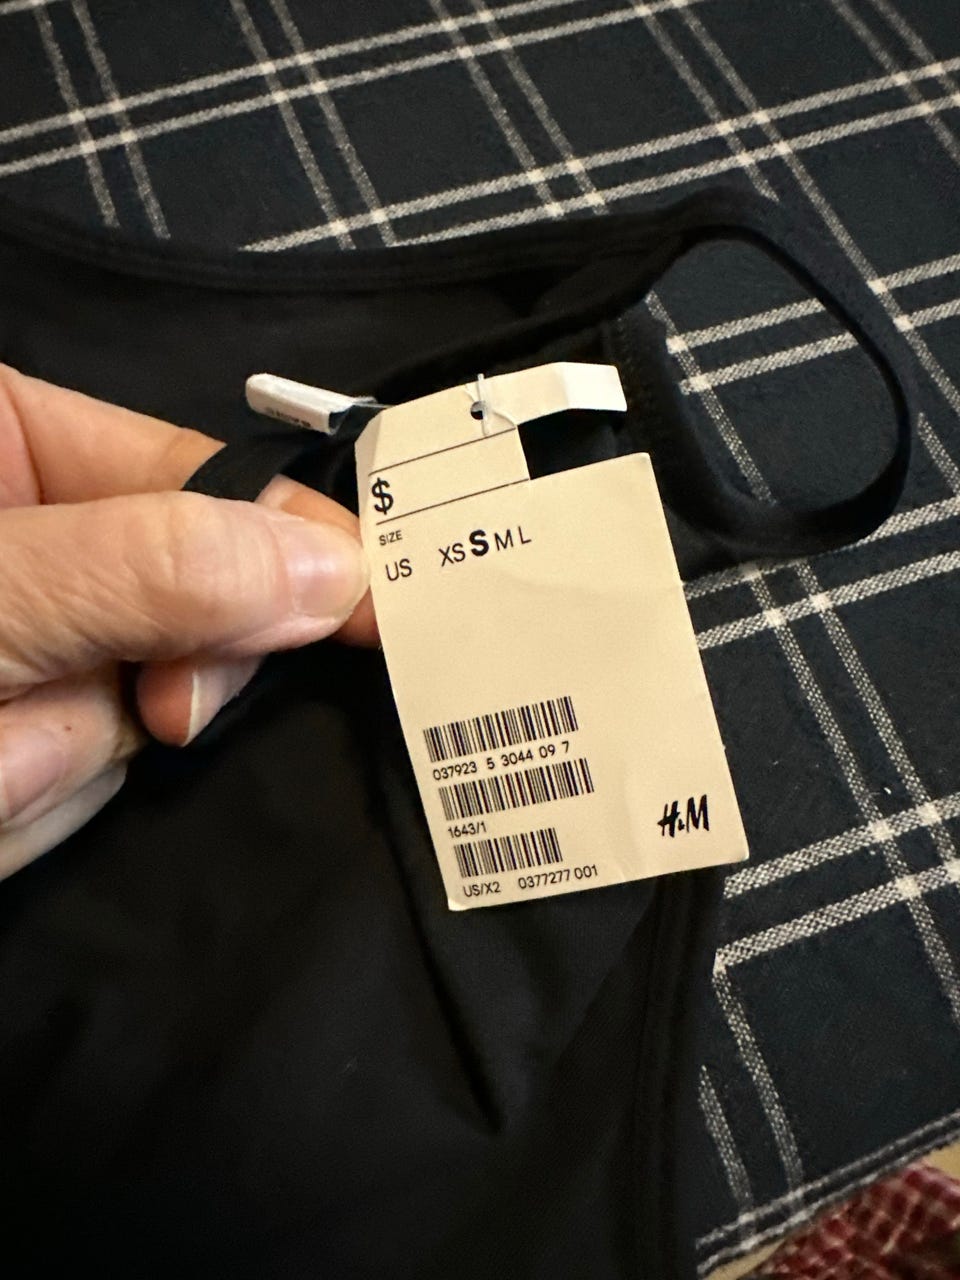 $
SIZE
US XS S M L
037923 5 3044 09 7
1643/1
H&M
US/X2 0377277 001